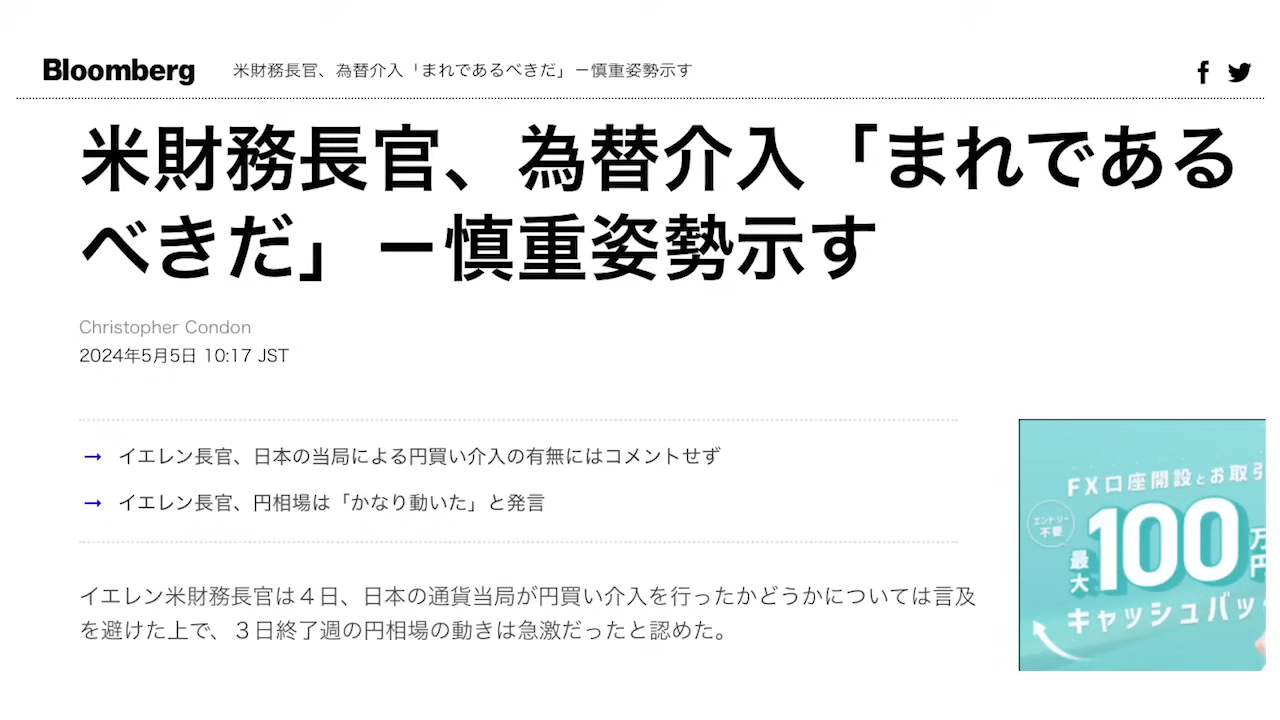 Bloomberg 米財務長官、為替介入「まれであるべきだ」－慎重姿勢示す
米財務長官、為替介入「まれである
べきだ」－慎重姿勢示す
Christopher Condon
2024年5月5日 10:17 JST
→ イエレン長官、日本の当局による円買い介入の有無にはコメントせず
→ イエレン長官、円相場は「かなり動いた」と発言
イエレン米財務長官は４日、日本の通貨当局が円買い介入を行ったかどうかについては言及
を避けた上で、３日終了週の円相場の動きは急激だったと認めた。
FX口座開設とお取引
エントリー
不要
最大
100
万円
キャッシュバッ